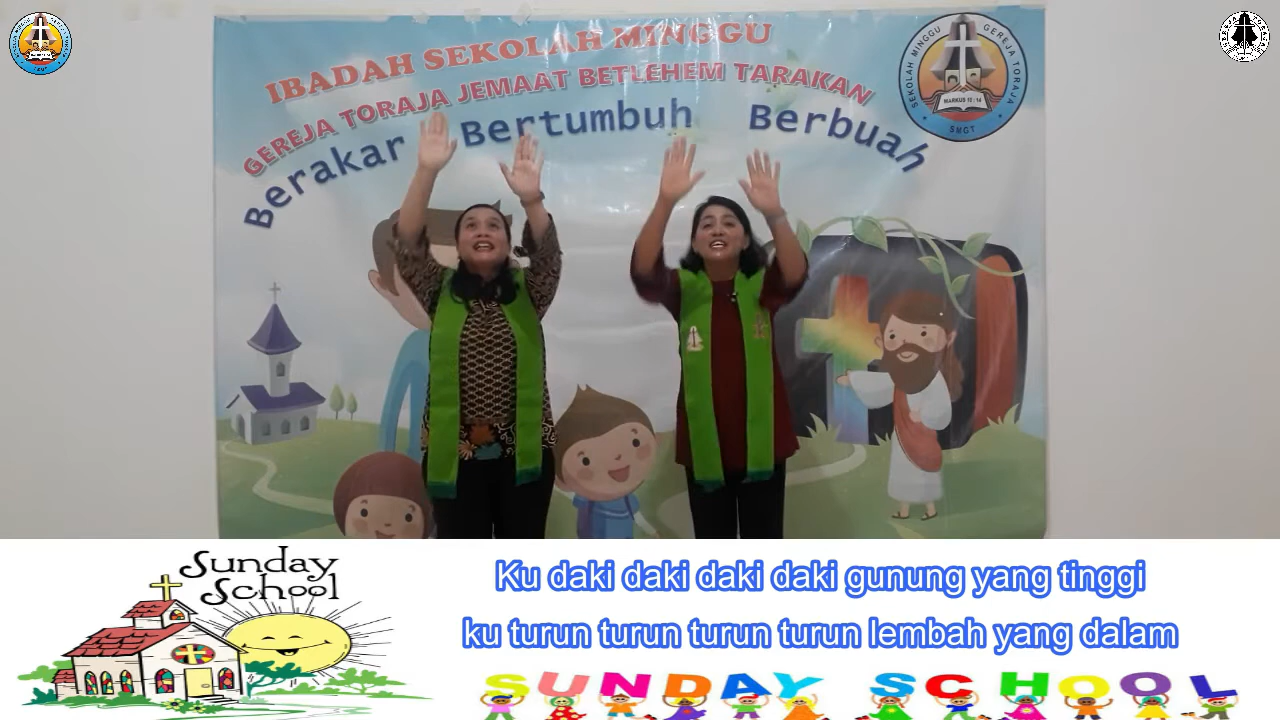 IBADAH SEKOLAH MINGGU
GEREJA TORAJA JEMAAT BETLEHEM TARAKAN
Berakar Bertumbuh Berbuah
SEKOLAH MINGGU GEREJA TORAJA
MARKUS 10 : 14
SMGT
Sunday
School
Ku daki daki daki daki gunung yang tinggi
ku turun turun turun turun lembah yang dalam
SUNDAY SCHOOL